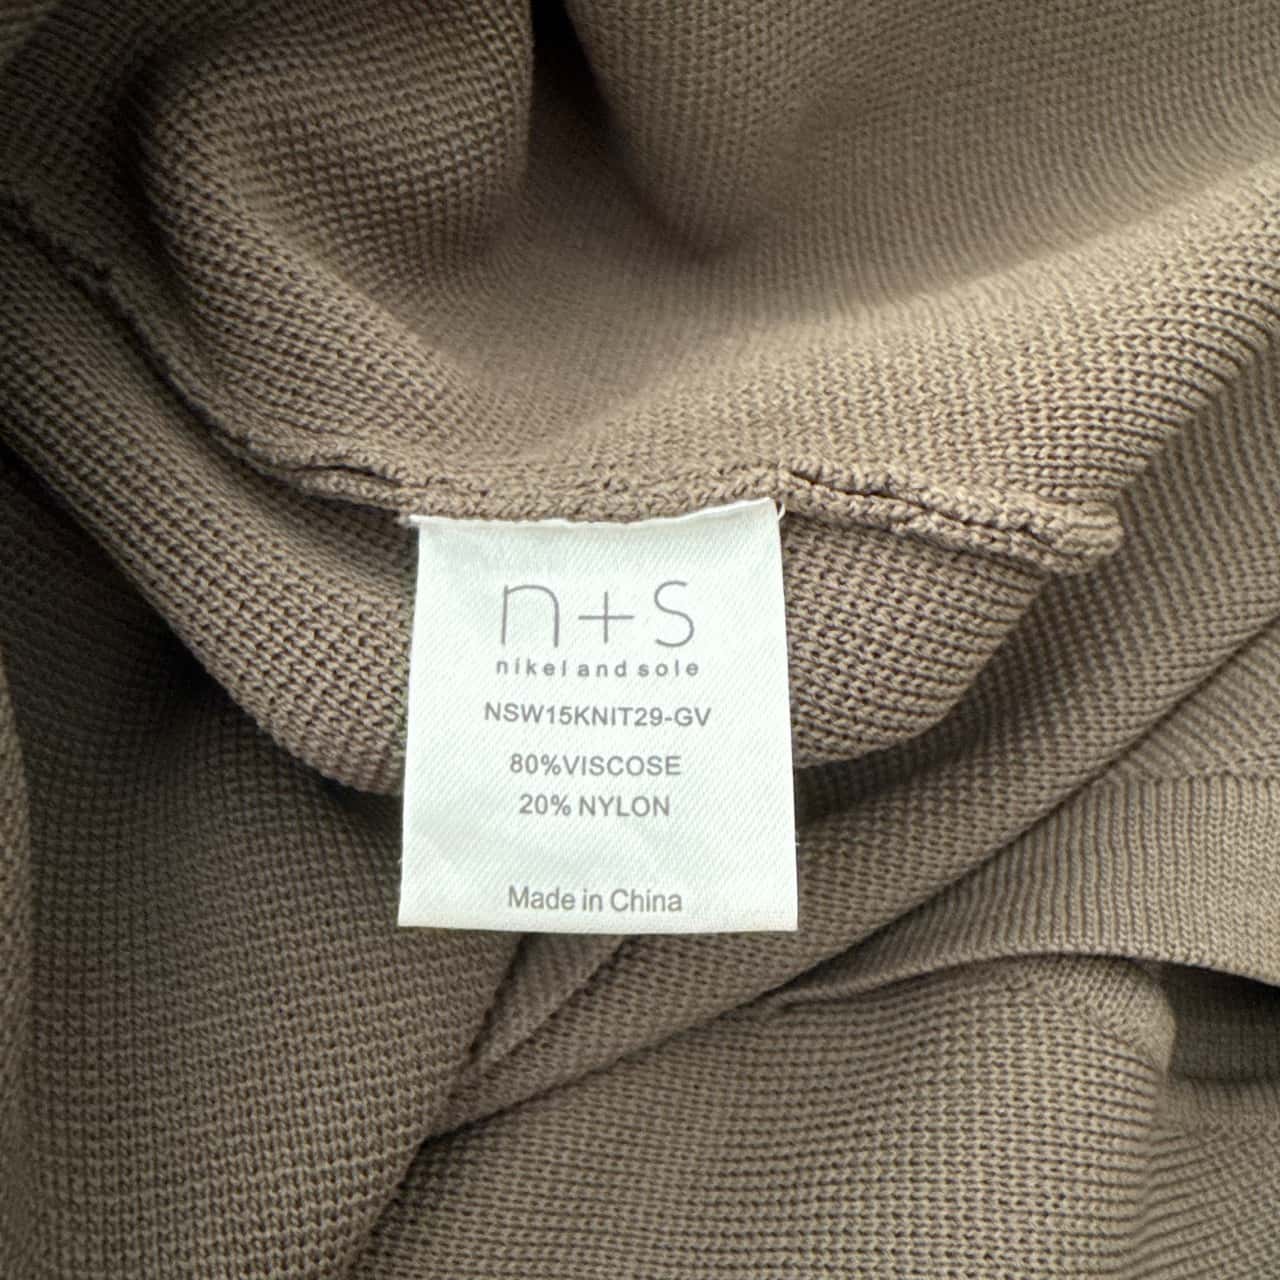 n+s
nikel and sole
NSW15KNIT29-GV
80%VISCOSE
20% NYLON
Made in China